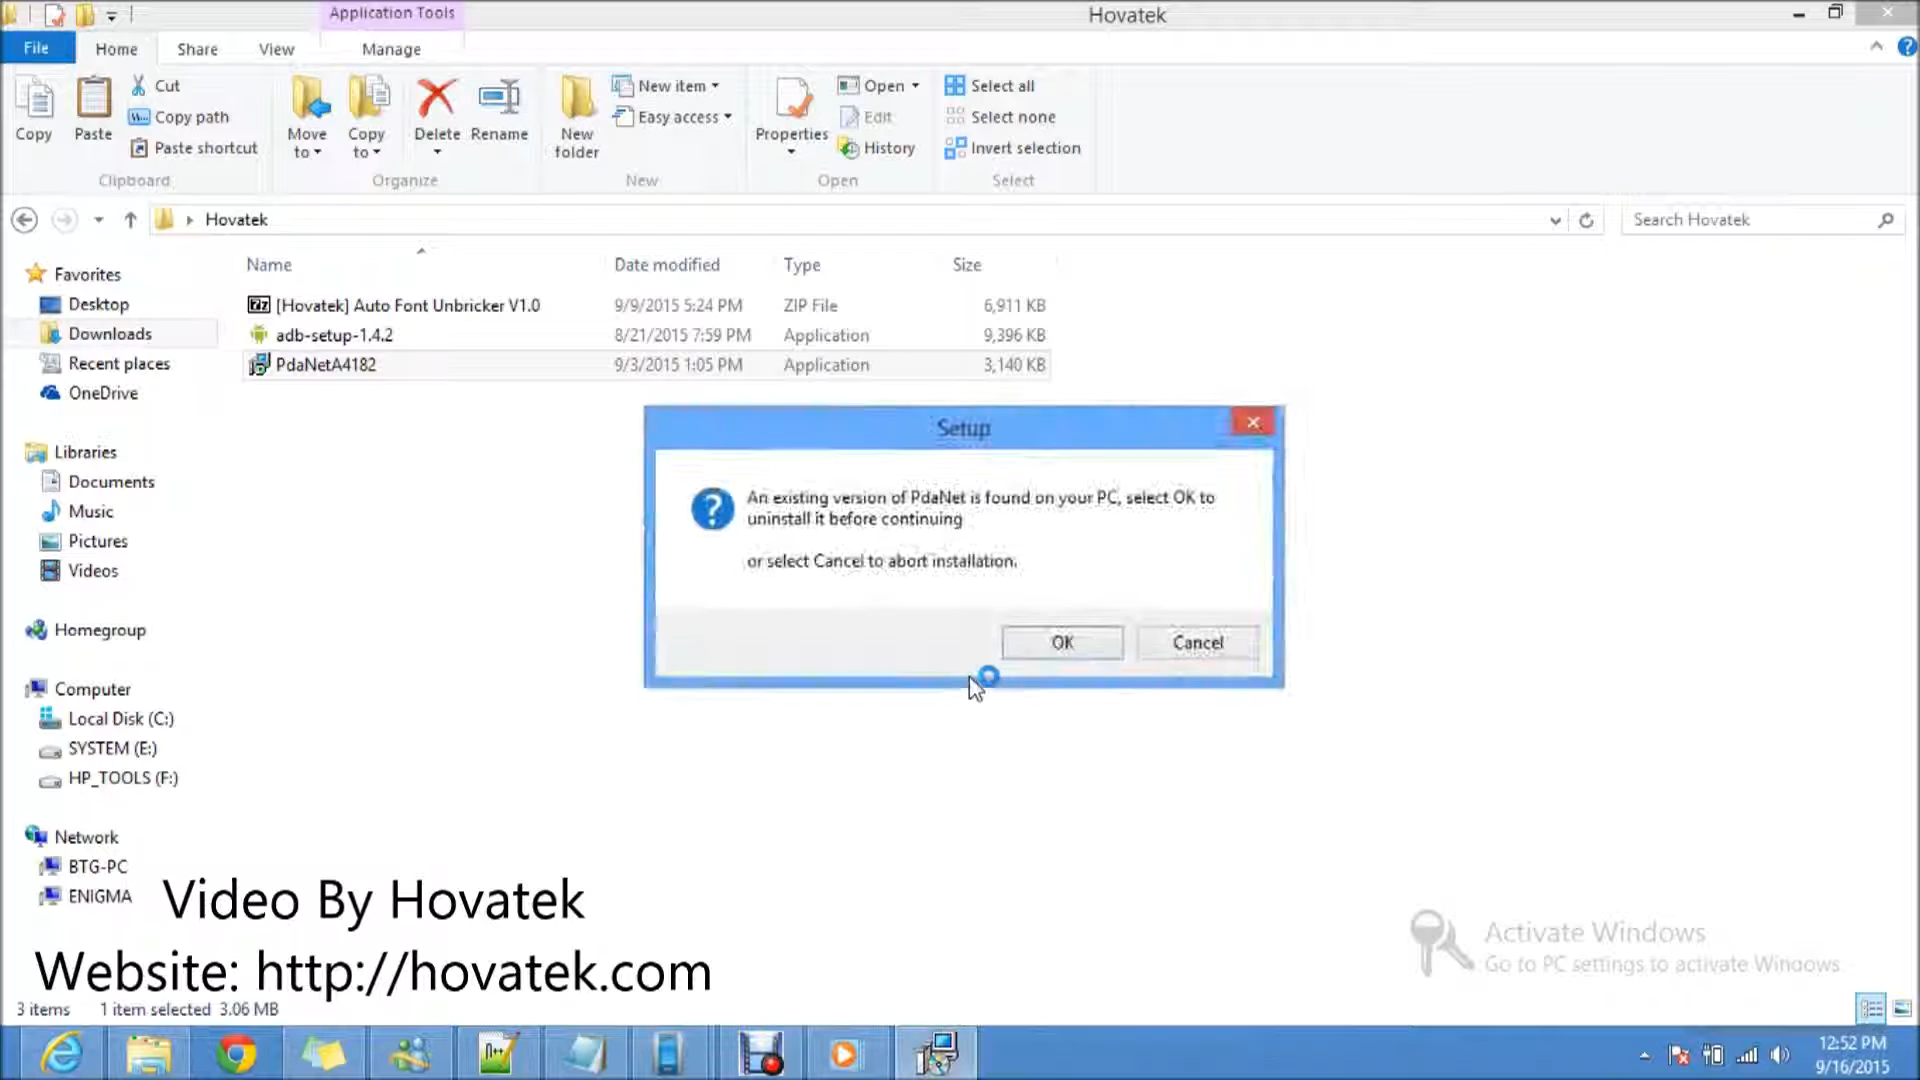 Application Tools
Hovatek
File
Home
Share
View
Manage
Copy
Paste
Cut
Copy path
Paste shortcut
Clipboard
Move to
Copy to
Delete
Rename
Organize
New folder
New item
Easy access
New
Properties
Open
Edit
History
Open
Select all
Select none
Invert selection
Select
Hovatek
Search Hovatek
Name
Date modified
Type
Size
[Hovatek] Auto Font Unbricker V1.0 9/9/2015 5:24 PM ZIP File 6,911 KB
adb-setup-1.4.2 8/21/2015 7:59 PM Application 9,396 KB
PdaNetA4182 9/3/2015 1:05 PM Application 3,140 KB
Favorites
Desktop
Downloads
Recent places
OneDrive
Libraries
Documents
Music
Pictures
Videos
Homegroup
Computer
Local Disk (C:)
SYSTEM (E:)
HP_TOOLS (F:)
Network
BTG-PC
ENIGMA
Setup
An existing version of PdaNet is found on your PC, select OK to
uninstall it before continuing
or select Cancel to abort installation.
OK
Cancel
Video By Hovatek
Website: http://hovatek.com
Activate Windows
Go to PC settings to activate Windows.
3 items
1 item selected 3.06 MB
12:52 PM
9/16/2015